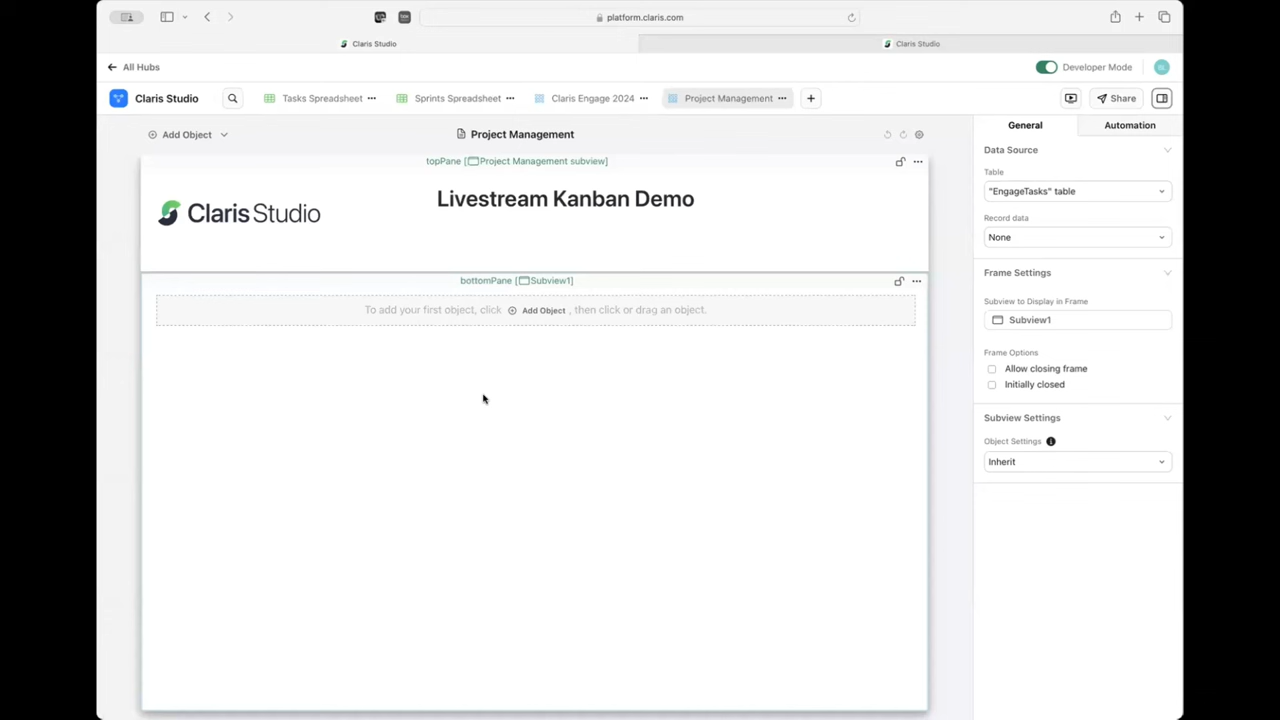 platform.claris.com
Claris Studio
Claris Studio
All Hubs
Developer Mode
Claris Studio
Tasks Spreadsheet
Sprints Spreadsheet
Claris Engage 2024
Project Management
Share
Add Object
Project Management
General
Automation
topPane [Project Management subview]
Data Source
Table
"EngageTasks" table
Claris Studio
Livestream Kanban Demo
Record data
None
bottomPane [Subview1]
Frame Settings
To add your first object, click Add Object , then click or drag an object.
Subview to Display in Frame
Subview1
Frame Options
Allow closing frame
Initially closed
Subview Settings
Object Settings
Inherit